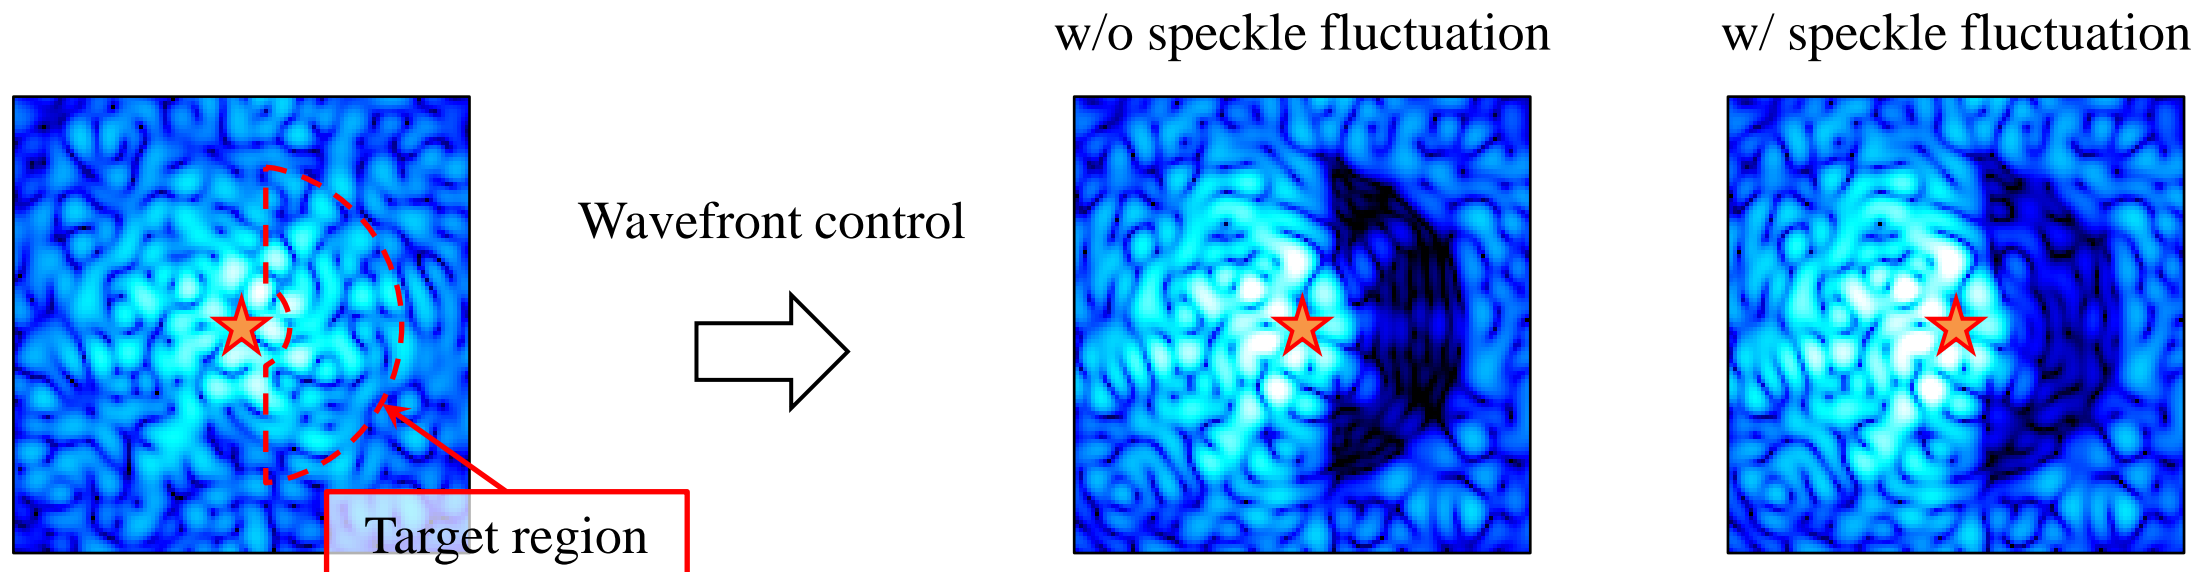 w/o speckle fluctuation
w/ speckle fluctuation
Wavefront control
Target region